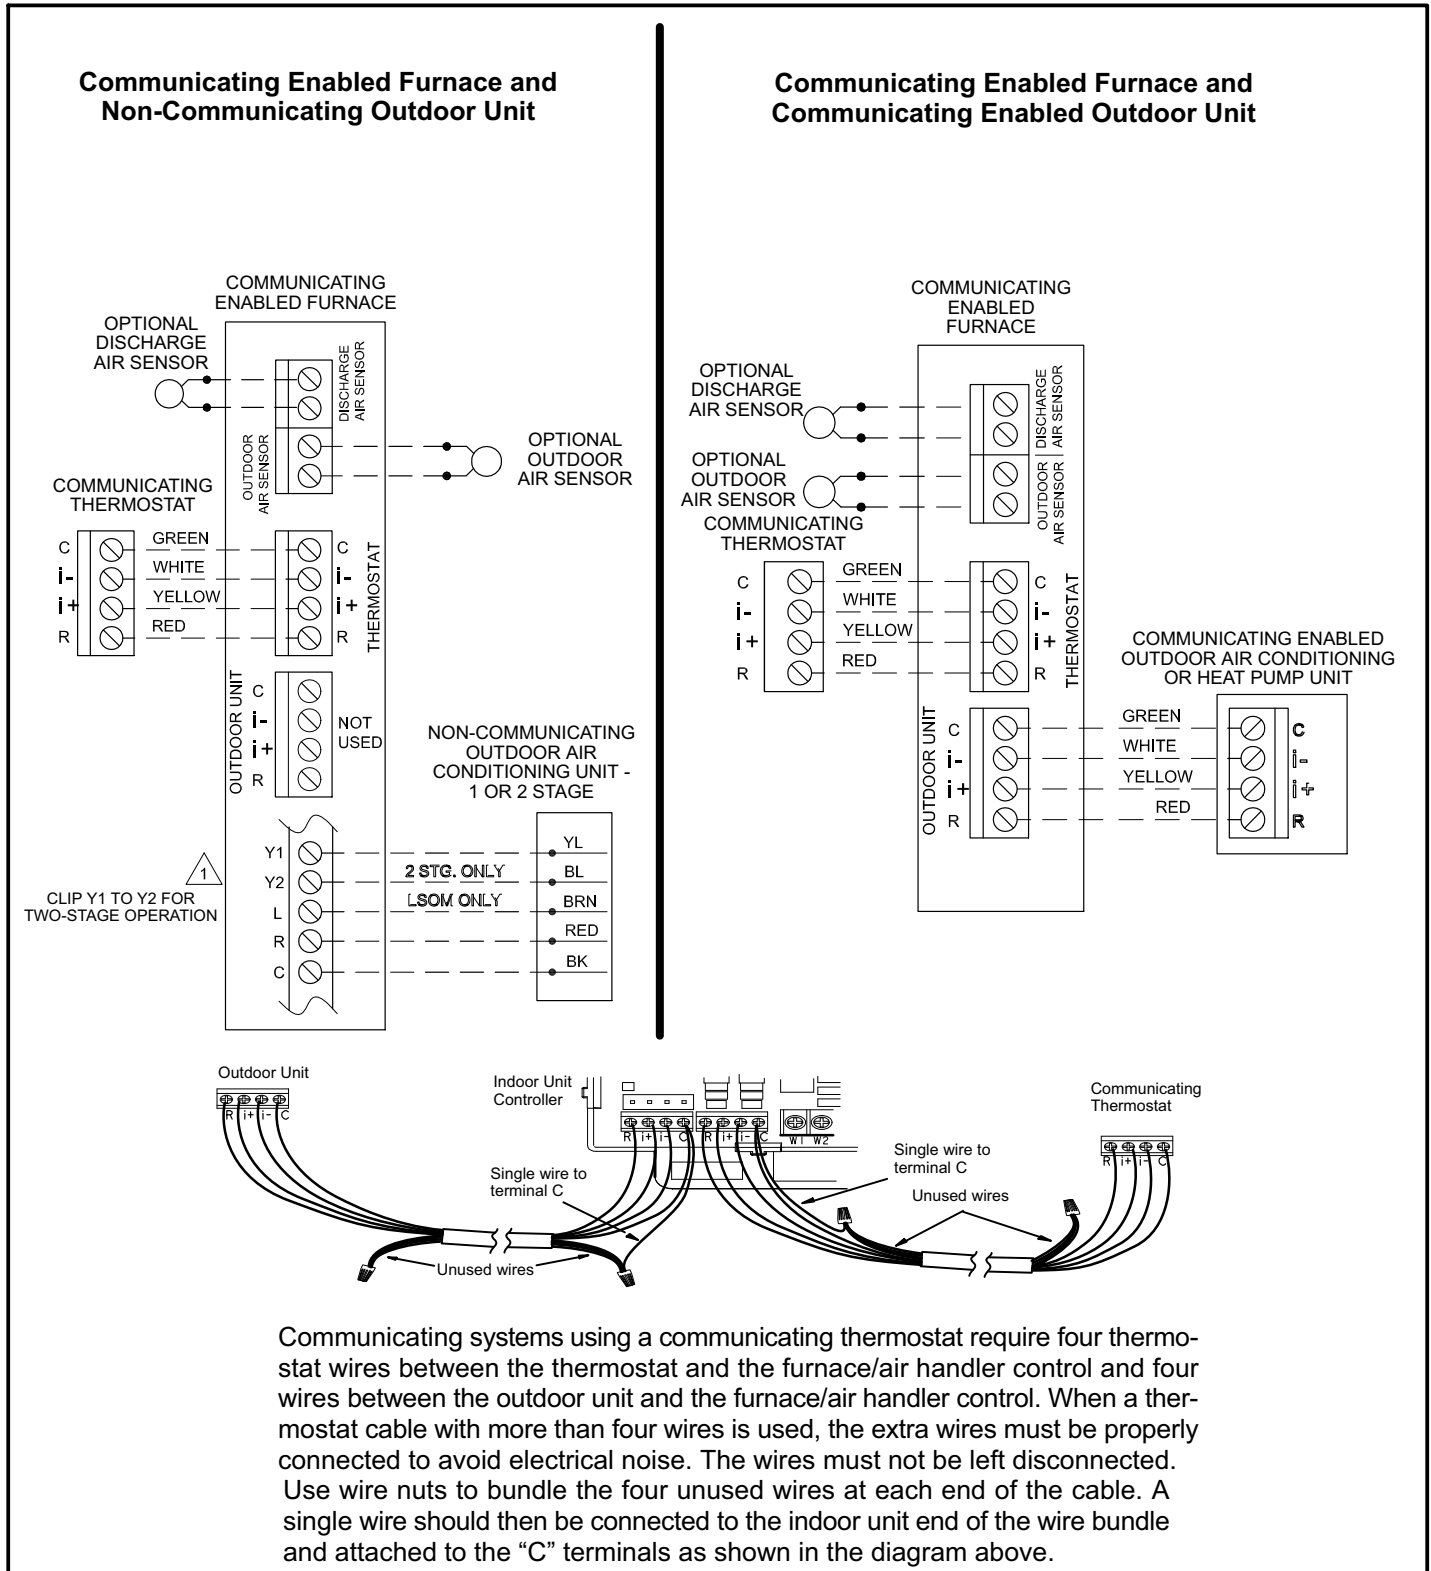 Communicating Enabled Furnace and
Non-Communicating Outdoor Unit
COMMUNICATING
ENABLED FURNACE
OPTIONAL
DISCHARGE
AIR SENSOR
DISCHARGE
AIR SENSOR
OUTDOOR
AIR SENSOR
OPTIONAL
OUTDOOR
AIR SENSOR
COMMUNICATING
THERMOSTAT
C GREEN C
i- WHITE i-
i+ YELLOW i+
R RED R
THERMOSTAT
OUTDOOR UNIT
C
i-
i+
R
NOT
USED
NON-COMMUNICATING
OUTDOOR AIR
CONDITIONING UNIT -
1 OR 2 STAGE
Y1 YL
Y2 2 STG. ONLY BL
L LSOM ONLY BRN
R RED
C BK
1
CLIP Y1 TO Y2 FOR
TWO-STAGE OPERATION
Communicating Enabled Furnace and
Communicating Enabled Outdoor Unit
COMMUNICATING
ENABLED
FURNACE
OPTIONAL
DISCHARGE
AIR SENSOR
DISCHARGE
AIR SENSOR
OPTIONAL
OUTDOOR
AIR SENSOR
OUTDOOR
AIR SENSOR
COMMUNICATING
THERMOSTAT
C GREEN C
i- WHITE i-
i+ YELLOW i+
R RED R
THERMOSTAT
COMMUNICATING ENABLED
OUTDOOR AIR CONDITIONING
OR HEAT PUMP UNIT
OUTDOOR UNIT
C GREEN C
i- WHITE i-
i+ YELLOW i+
R RED R
Outdoor Unit
R i+ i- C
Indoor Unit
Controller
R i+ i- C R i+ i- C W1 W2
Communicating
Thermostat
R i+ i- C
Single wire to
terminal C
Single wire to
terminal C
Unused wires
Unused wires
Communicating systems using a communicating thermostat require four thermo-
stat wires between the thermostat and the furnace/air handler control and four
wires between the outdoor unit and the furnace/air handler control. When a ther-
mostat cable with more than four wires is used, the extra wires must be properly
connected to avoid electrical noise. The wires must not be left disconnected.
Use wire nuts to bundle the four unused wires at each end of the cable. A
single wire should then be connected to the indoor unit end of the wire bundle
and attached to the “C” terminals as shown in the diagram above.